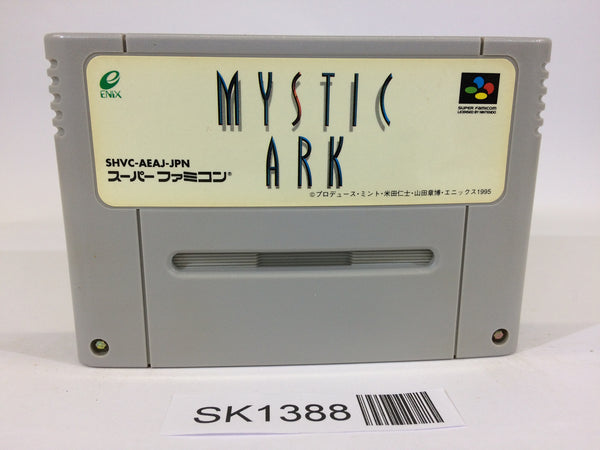 MYSTIC
ARK
ENIX
SUPER FAMICOM
LICENSED BY NINTENDO
SHVC-AEAJ-JPN
スーパーファミコン®
©プロデュース・ミント・米田仁士・山田章博・エニックス1995
SK1388